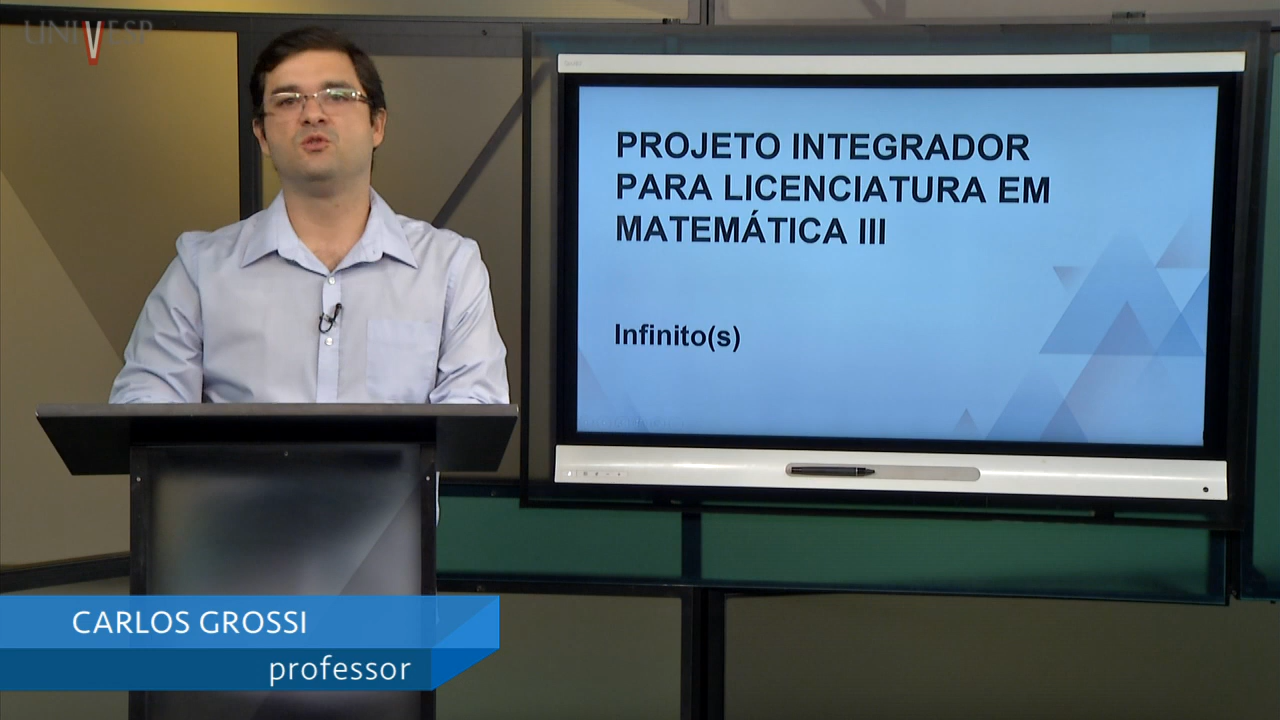 UNIVESP
PROJETO INTEGRADOR
PARA LICENCIATURA EM
MATEMÁTICA III
Infinito(s)
CARLOS GROSSI
professor